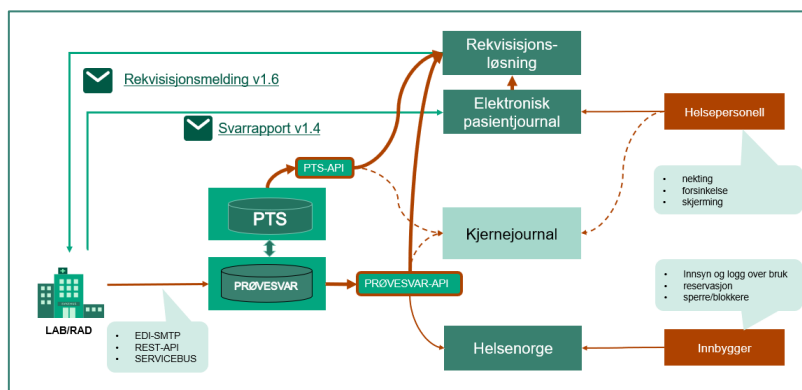 Rekvisisjons-
løsning
Rekvisisjonsmelding v1.6
Elektronisk
pasientjournal
Helsepersonell
Svarrapport v1.4
PTS-API
• nekting
• forsinkelse
• skjerming
PTS
Kjernejournal
PRØVESVAR
PRØVESVAR-API
• Innsyn og logg over bruk
• reservasjon
• sperre/blokkere
LAB/RAD
• EDI-SMTP
• REST-API
• SERVICEBUS
Helsenorge
Innbygger